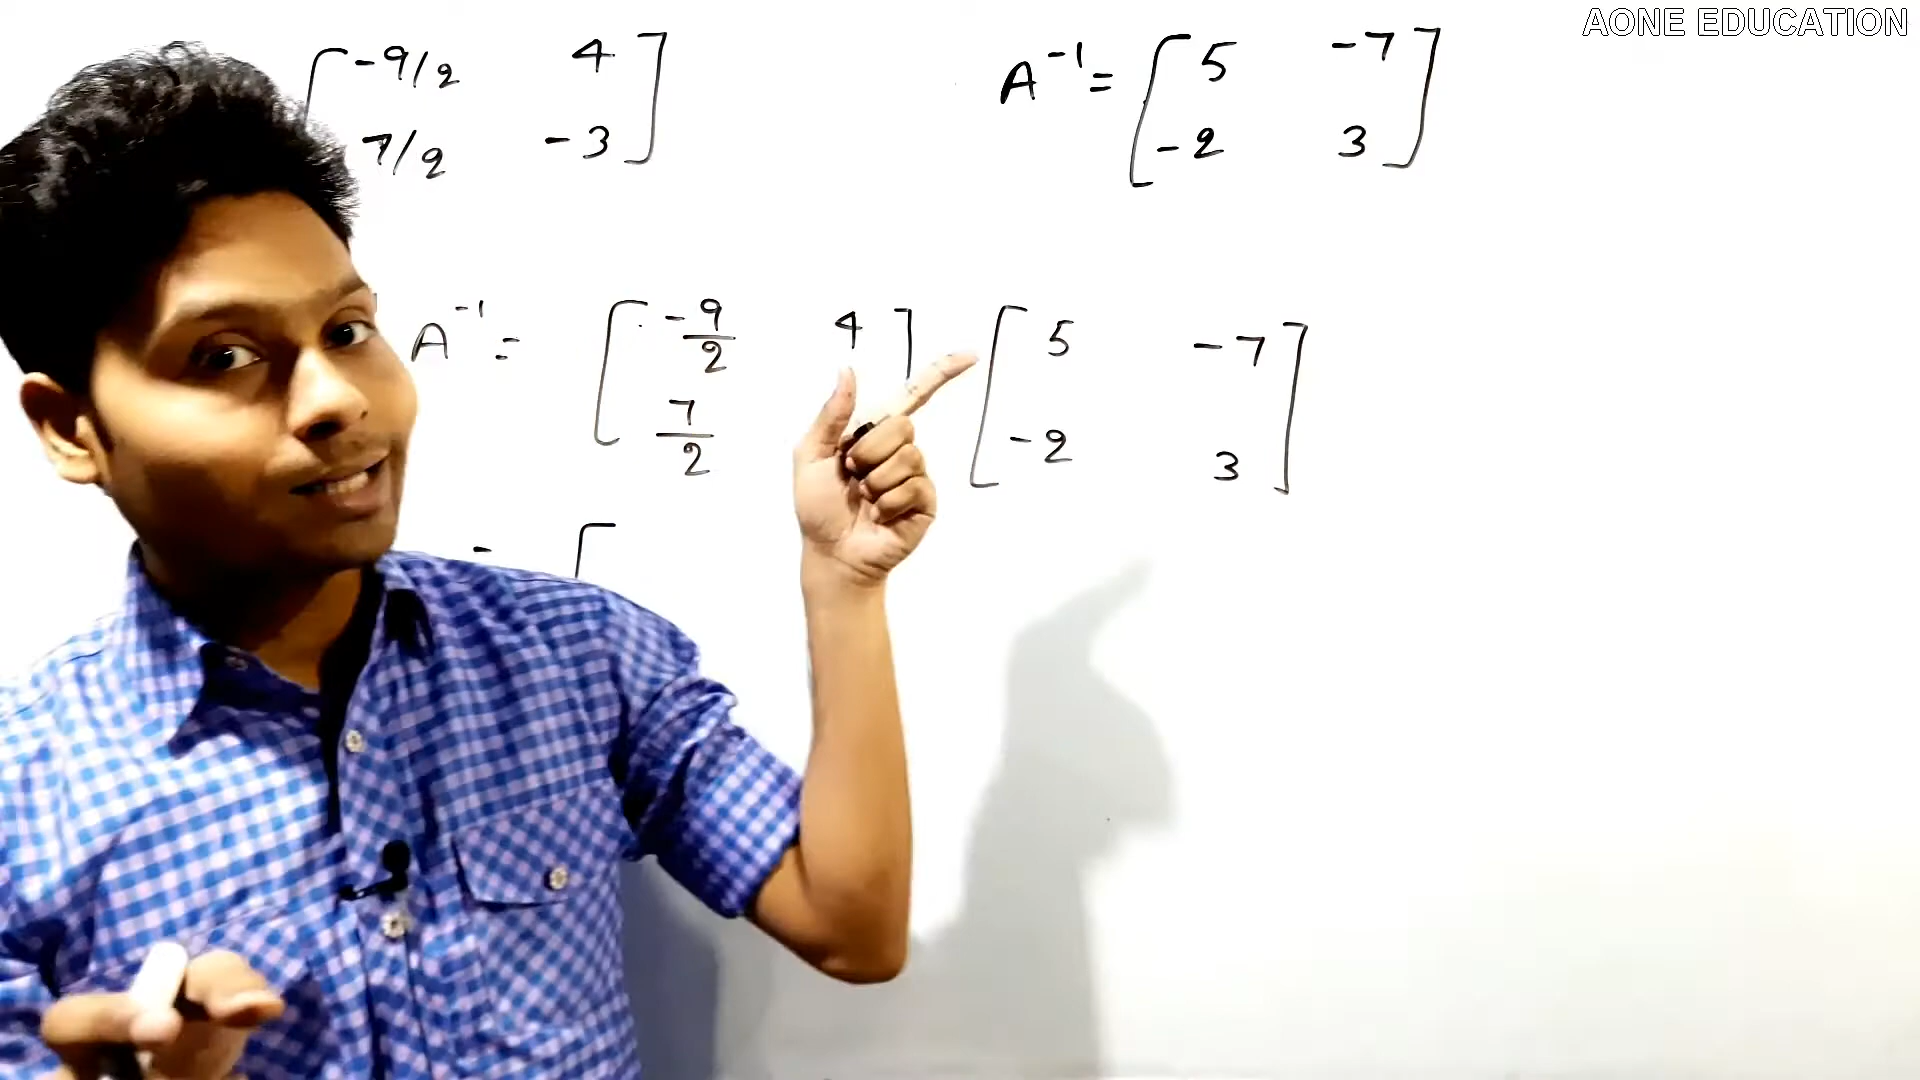 AONE EDUCATION
-9/2 4 A⁻¹ = 5 -7
7/2 -3 -2 3
A⁻¹ = -9/2 4 5 -7
7/2 -2 3
=